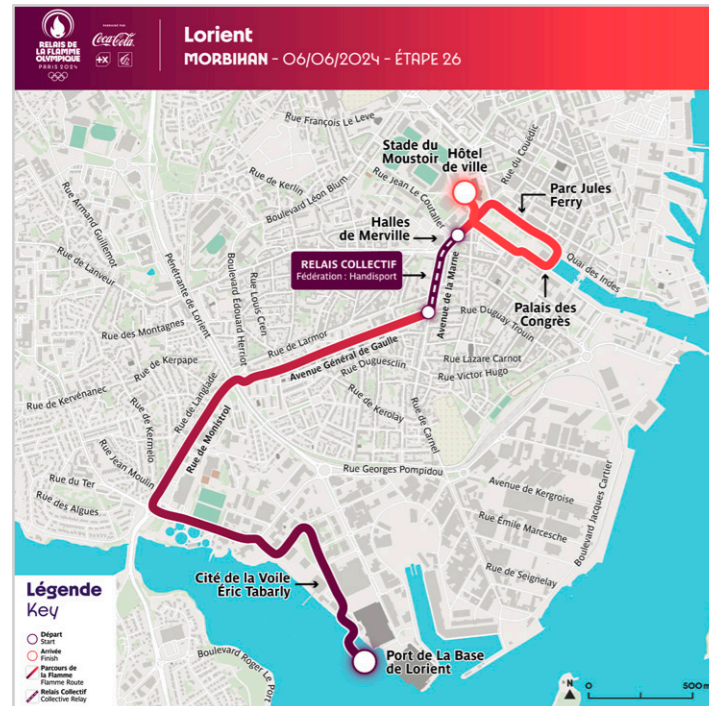 RELAIS DE
LA FLAMME
OLYMPIQUE
PARIS 2024
Coca-Cola
Lorient
MORBIHAN - 06/06/2024 - ÉTAPE 26
Rue François Le Leve
Stade du
Moustoir
Hôtel
de ville
Rue du Couëdic
Rue de Kerlin
Boulevard Léon Blum
Rue Jean Le Coutaller
Parc Jules
Ferry
Rue Armand Guillemot
Halles
de Merville
Rue de Lanveur
Pénétrante de Lorient
Boulevard Édouard Herriot
Rue Louis Cren
RELAIS COLLECTIF
Fédération : Handisport
Avenue de la Marne
Quai des Indes
Palais des
Congrès
Rue des Montagnes
Rue de Larmor
Avenue Général de Gaulle
Rue Duguay Trouin
Rue de Kerpape
Rue Duguesclin
Rue Lazare Carnot
Rue Victor Hugo
Rue de Kervénanec
Rue de Langlade
Rue de Kermelo
Rue de Monistrol
Rue de Kerolay
Rue de Carnel
Rue Jean Moulin
Rue Georges Pompidou
Rue du Ter
Rue des Algues
Avenue de Kergroise
Boulevard Jacques Cartier
Rue Émile Marcesche
Rue de Seignelay
Cité de la Voile
Éric Tabarly
Port de La Base
de Lorient
Boulevard Roger Le Port
Légende
Key
Départ
Start
Arrivée
Finish
Parcours de
la Flamme
Flame Route
Relais Collectif
Collective Relay
N
0
500 m